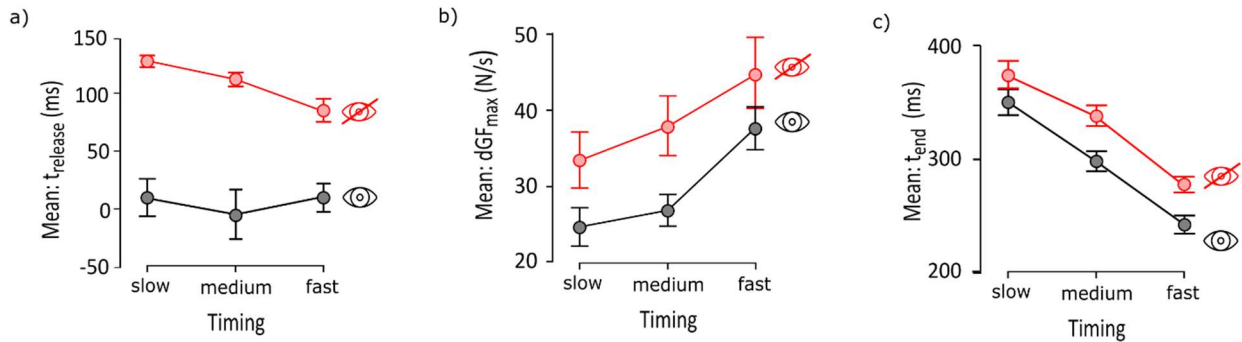 a)
Mean: t_release (ms)
150
100
50
0
-50
slow medium fast
Timing
b)
Mean: dGF_max (N/s)
50
40
30
20
slow medium fast
Timing
c)
Mean: t_end (ms)
400
300
200
slow medium fast
Timing